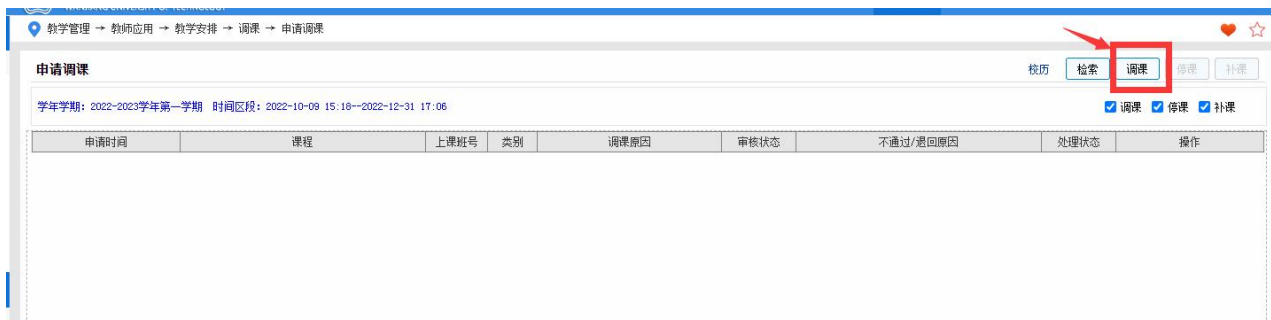 教学管理 → 教师应用 → 教学安排 → 调课 → 申请调课
申请调课 校历 检索 调课 停课 补课
学年学期：2022-2023学年第一学期 时间区段：2022-10-09 15:18--2022-12-31 17:06 调课 停课 补课
申请时间 课程 上课班号 类别 调课原因 审核状态 不通过/退回原因 处理状态 操作